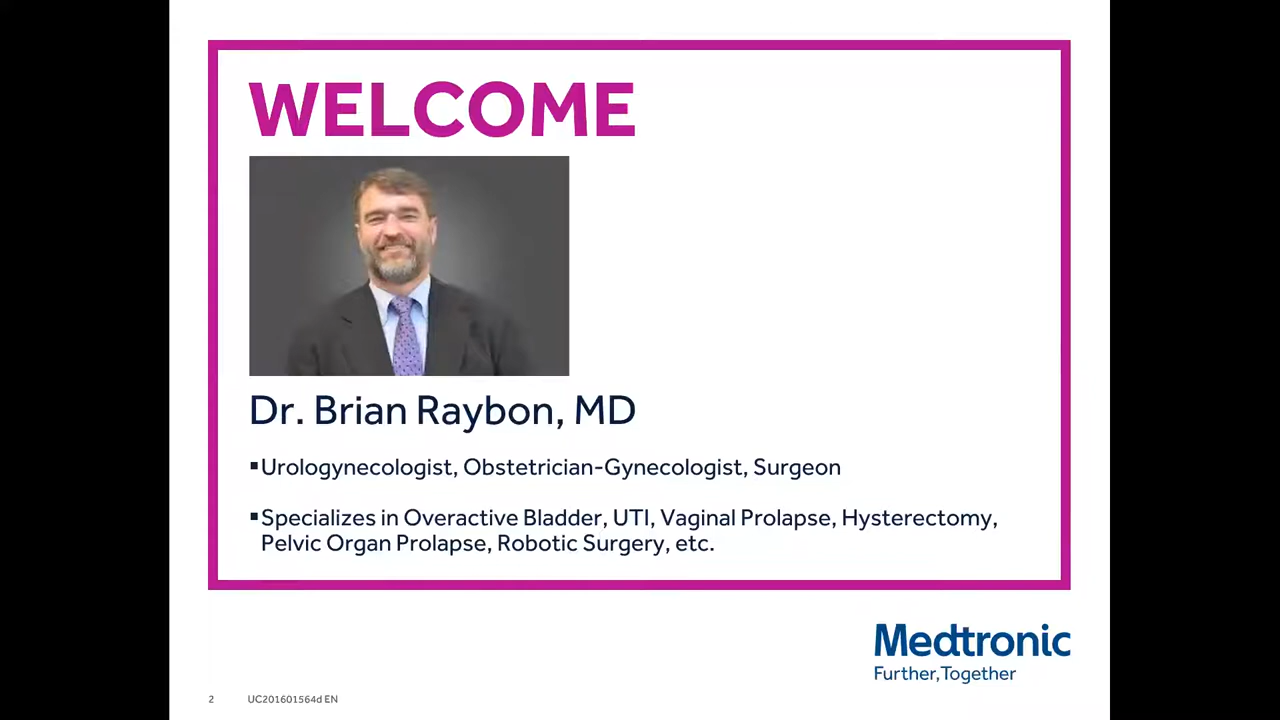 WELCOME
Dr. Brian Raybon, MD
▪Urologynecologist, Obstetrician-Gynecologist, Surgeon
▪Specializes in Overactive Bladder, UTI, Vaginal Prolapse, Hysterectomy,
Pelvic Organ Prolapse, Robotic Surgery, etc.
Medtronic
Further, Together
2 UC201601564d EN